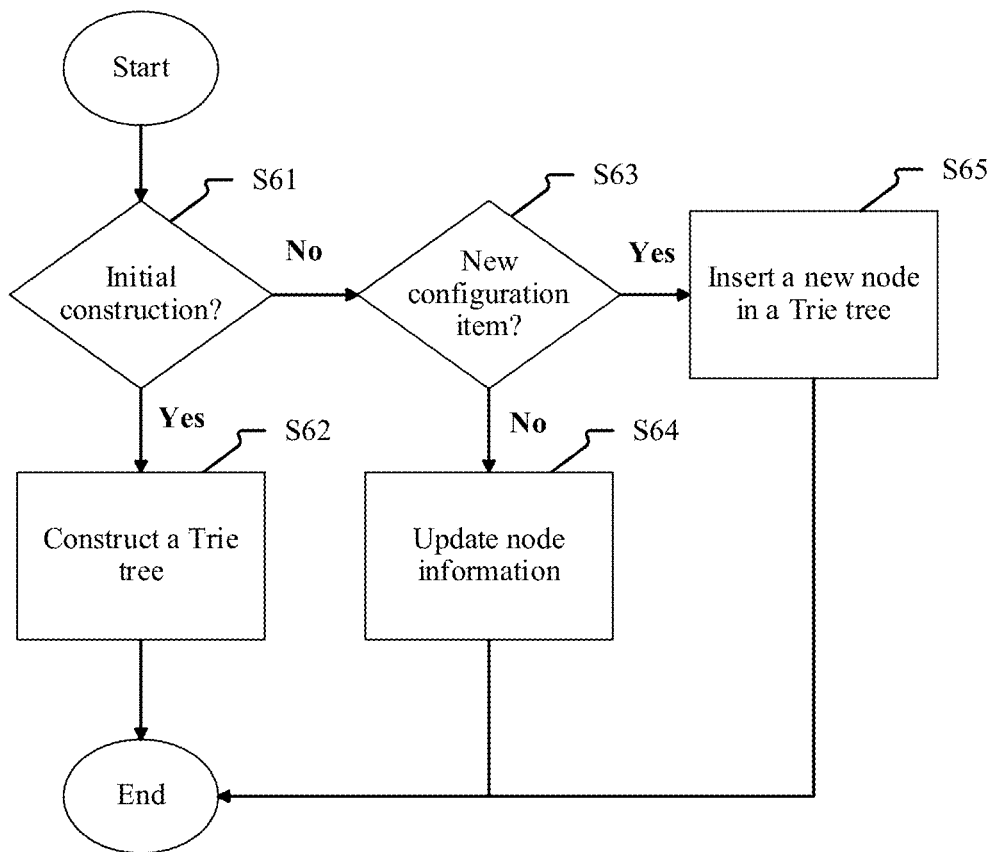 Start
S61
S63
S65
Initial
construction?
No
New
configuration
item?
Yes
Insert a new node
in a Trie tree
Yes
S62
No
S64
Construct a Trie
tree
Update node
information
End